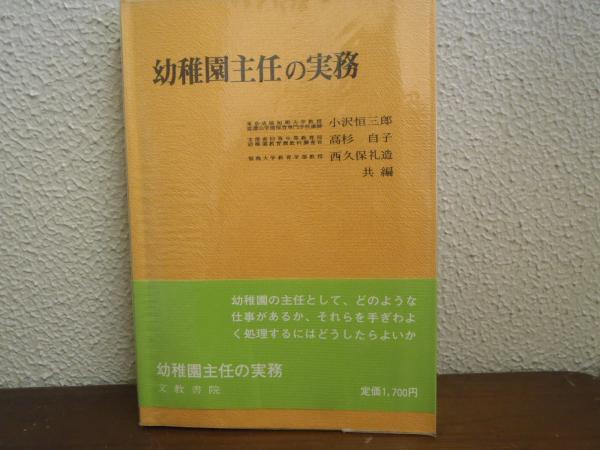 幼稚園主任の実務
小沢恒三郎
高杉 自子
西久保礼造
共編
幼稚園の主任として、どのような
仕事があるか、それらを手ぎわよ
く処理するにはどうしたらよいか
幼稚園主任の実務
文教書院
定価1,700円